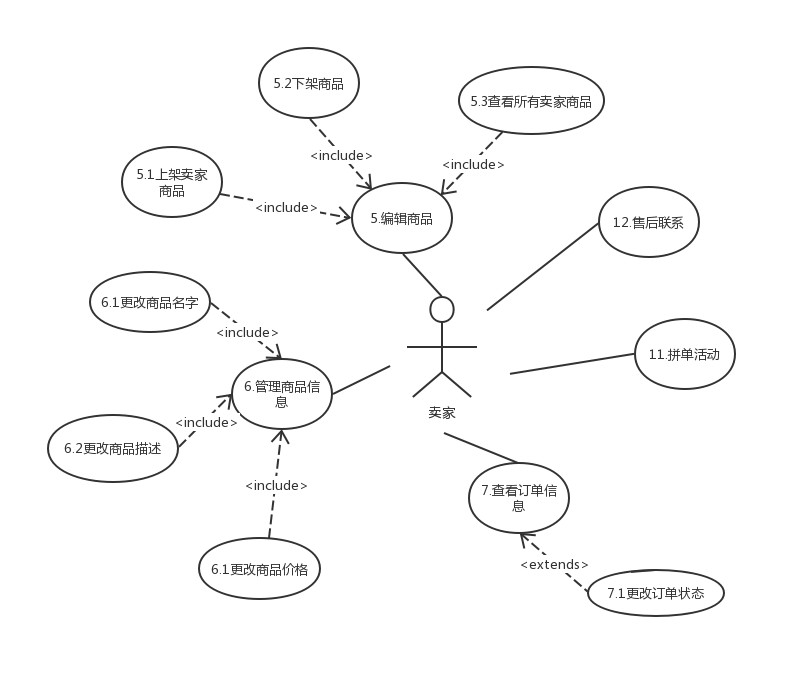 5.2下架商品
5.3查看所有卖家商品
<include>
<include>
5.1上架卖家
商品
<include>
5.编辑商品
12.售后联系
6.1更改商品名字
<include>
11.拼单活动
6.管理商品信
息
卖家
<include>
6.2更改商品描述
<include>
7.查看订单信
息
<extends>
6.1更改商品价格
7.1更改订单状态